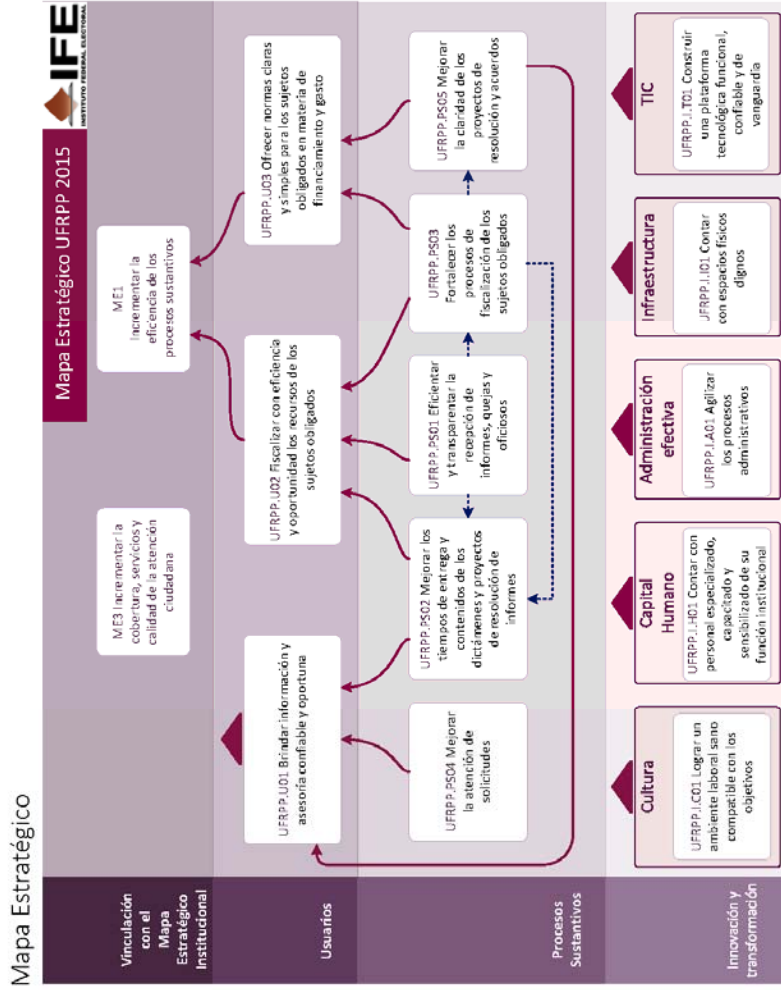 Mapa Estratégico
Mapa Estratégico UFRPP 2015
IFE
INSTITUTO FEDERAL ELECTORAL
Vinculación
con el
Mapa
Estratégico
Institucional
ME3 Incrementar la
cobertura, servicios y
calidad de la atención
ciudadana
ME1
Incrementar la
eficiencia de los
procesos sustantivos
Usuarios
UFRPP.U01 Brindar información y
asesoría confiable y oportuna
UFRPP.U02 Fiscalizar con eficiencia
y oportunidad los recursos de los
sujetos obligados
UFRPP.U03 Ofrecer normas claras
y simples para los sujetos
obligados en materia de
financiamiento y gasto
Procesos
Sustantivos
UFRPP.PS04 Mejorar
la atención de
solicitudes
UFRPP.PS02 Mejorar los
tiempos de entrega y
contenidos de los
dictámenes y proyectos
de resolución de
informes
UFRPP.PS01 Eficientar
y transparentar la
recepción de
informes, quejas y
oficiosos
UFRPP.PS03
Fortalecer los
procesos de
fiscalización de los
sujetos obligados
UFRPP.PS05 Mejorar
la claridad de los
proyectos de
resolución y acuerdos
Innovación y
transformación
Cultura
UFRPP.I.C01 Lograr un
ambiente laboral sano
compatible con los
objetivos
Capital
Humano
UFRPP.I.H01 Contar con
personal especializado,
capacitado y
sensibilizado de su
función institucional
Administración
efectiva
UFRPP.I.A01 Agilizar
los procesos
administrativos
Infraestructura
UFRPP.I.I01 Contar
con espacios físicos
dignos
TIC
UFRPP.I.T01 Construir
una plataforma
tecnológica funcional,
confiable y de
vanguardia